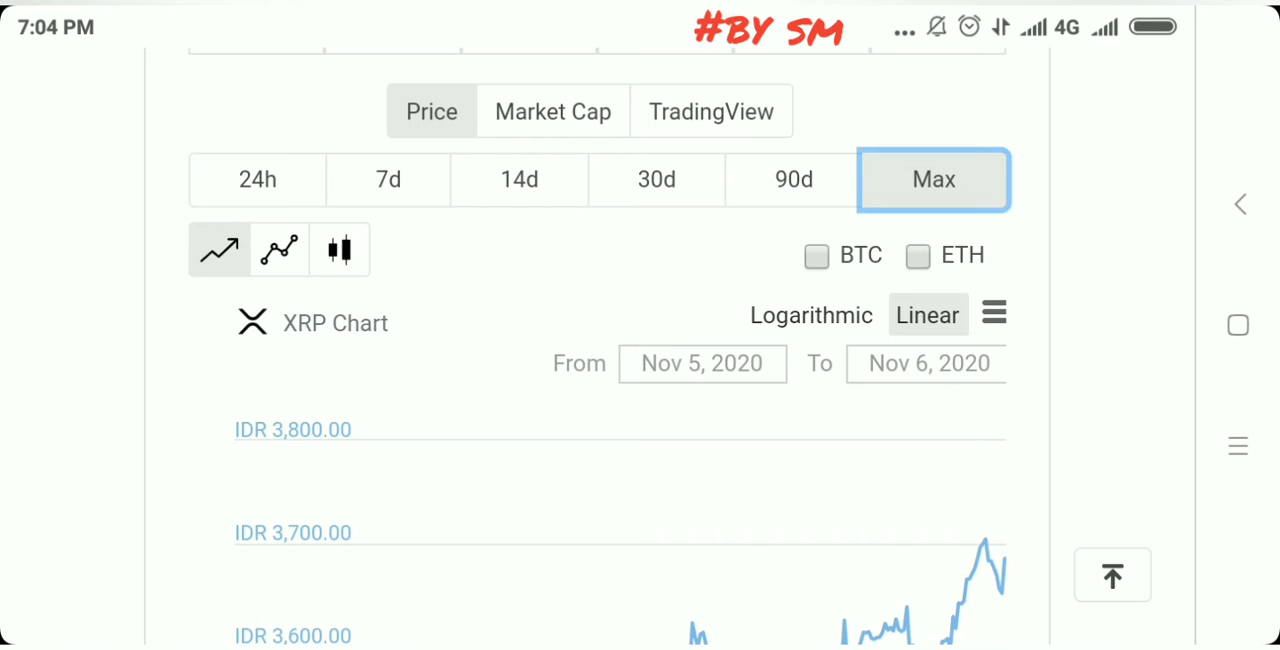 7:04 PM
#BY SM
4G
Price Market Cap TradingView
24h 7d 14d 30d 90d Max
BTC ETH
XRP Chart
Logarithmic Linear
From Nov 5, 2020 To Nov 6, 2020
IDR 3,800.00
IDR 3,700.00
IDR 3,600.00